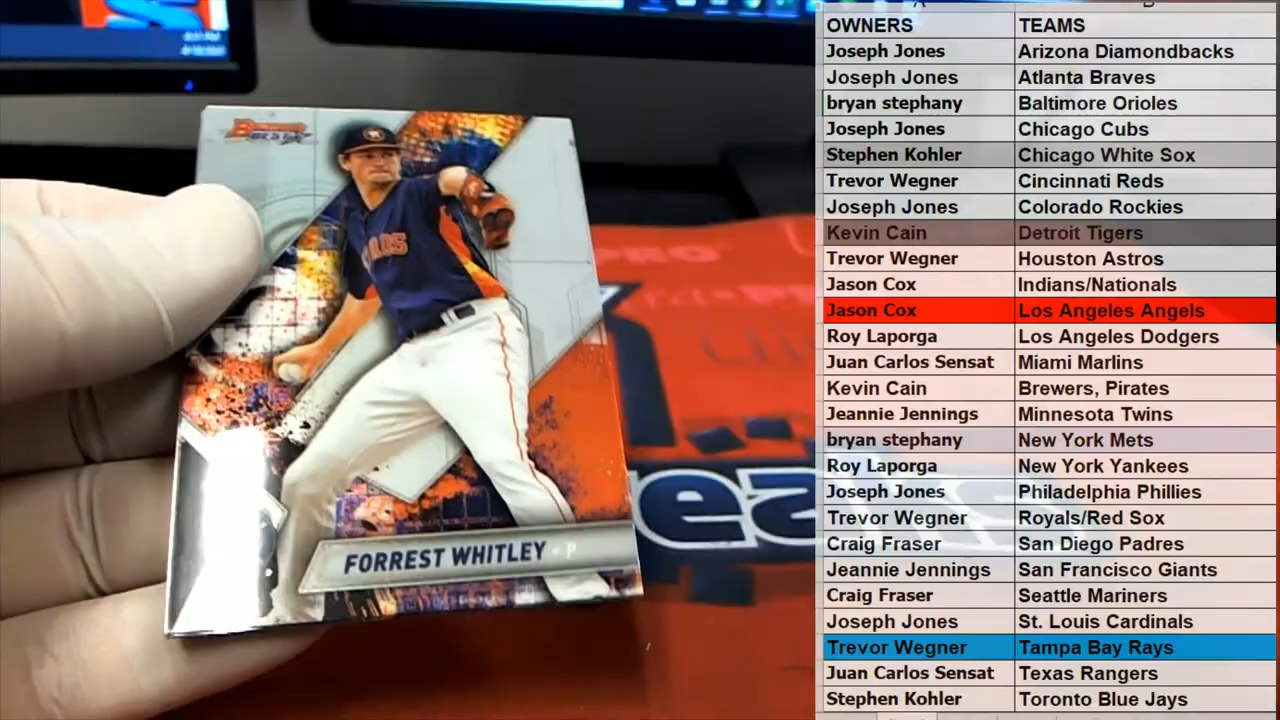 OWNERS TEAMS
Joseph Jones Arizona Diamondbacks
Joseph Jones Atlanta Braves
bryan stephany Baltimore Orioles
Joseph Jones Chicago Cubs
Stephen Kohler Chicago White Sox
Trevor Wegner Cincinnati Reds
Joseph Jones Colorado Rockies
Kevin Cain Detroit Tigers
Trevor Wegner Houston Astros
Jason Cox Indians/Nationals
Jason Cox Los Angeles Angels
Roy Laporga Los Angeles Dodgers
Juan Carlos Sensat Miami Marlins
Kevin Cain Brewers, Pirates
Jeannie Jennings Minnesota Twins
bryan stephany New York Mets
Roy Laporga New York Yankees
Joseph Jones Philadelphia Phillies
Trevor Wegner Royals/Red Sox
Craig Fraser San Diego Padres
Jeannie Jennings San Francisco Giants
Craig Fraser Seattle Mariners
Joseph Jones St. Louis Cardinals
Trevor Wegner Tampa Bay Rays
Juan Carlos Sensat Texas Rangers
Stephen Kohler Toronto Blue Jays
FORREST WHITLEY • P